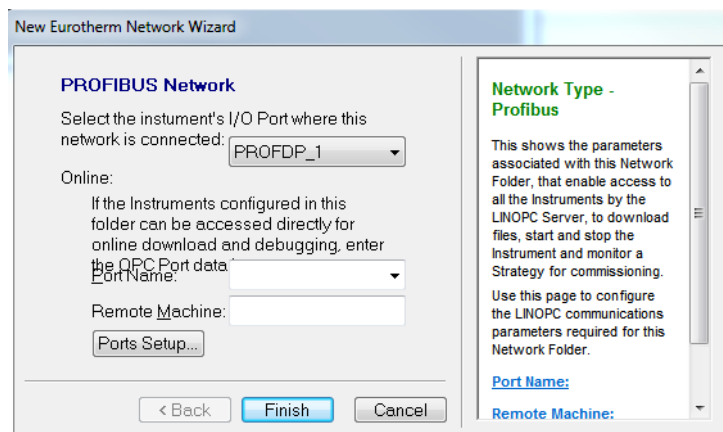 New Eurotherm Network Wizard
PROFIBUS Network
Select the instument's I/O Port where this
network is connected:
PROFDP_1
Online:
If the Instruments configured in this
folder can be accessed directly for
online download and debugging, enter
the OPC Port data
Port Name:
Remote Machine:
Ports Setup...
< Back
Finish
Cancel
Network Type -
Profibus
This shows the parameters
associated with this Network
Folder, that enable access to
all the Instruments by the
LINOPC Server, to download
files, start and stop the
Instrument and monitor a
Strategy for commissioning.
Use this page to configure
the LINOPC communications
parameters required for this
Network Folder.
Port Name:
Remote Machine: